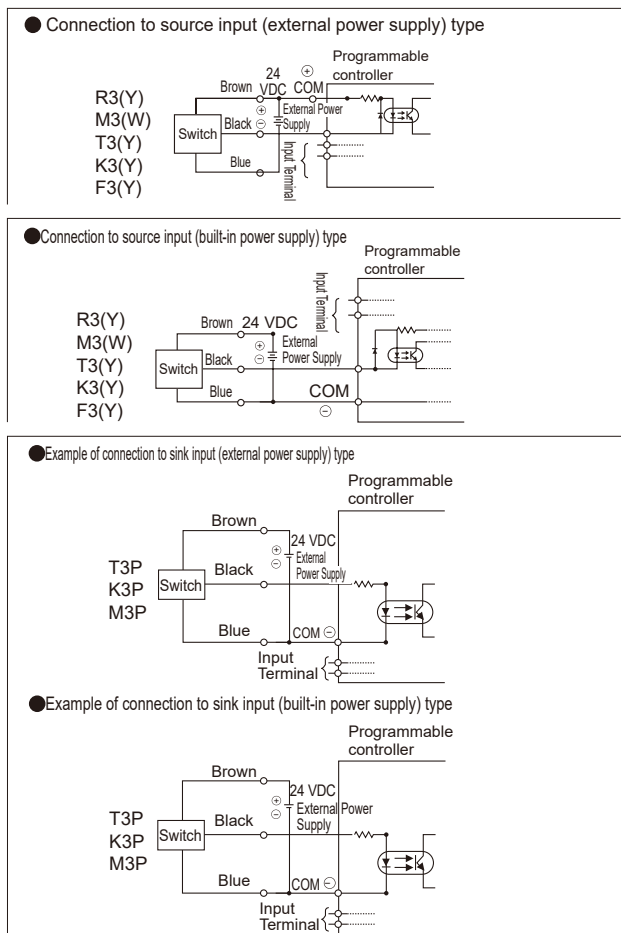 ● Connection to source input (external power supply) type
Programmable
controller
24
VDC
⊕
COM
Brown
R3(Y)
M3(W)
T3(Y)
K3(Y)
F3(Y)
Switch
⊕
⊖
External Power
Supply
Black
Blue
Input Terminal
●Connection to source input (built-in power supply) type
Programmable
controller
Input Terminal
R3(Y)
M3(W)
T3(Y)
K3(Y)
F3(Y)
Brown
24 VDC
⊕
⊖
External
Power Supply
Switch
Black
Blue
COM
⊖
●Example of connection to sink input (external power supply) type
Programmable
controller
Brown
24 VDC
⊕
⊖
External
Power Supply
T3P
K3P
M3P
Switch
Black
Blue
COM ⊖
Input
Terminal
●Example of connection to sink input (built-in power supply) type
Programmable
controller
Brown
24 VDC
⊕
⊖
External Power
Supply
T3P
K3P
M3P
Switch
Black
Blue
COM ⊖
Input
Terminal